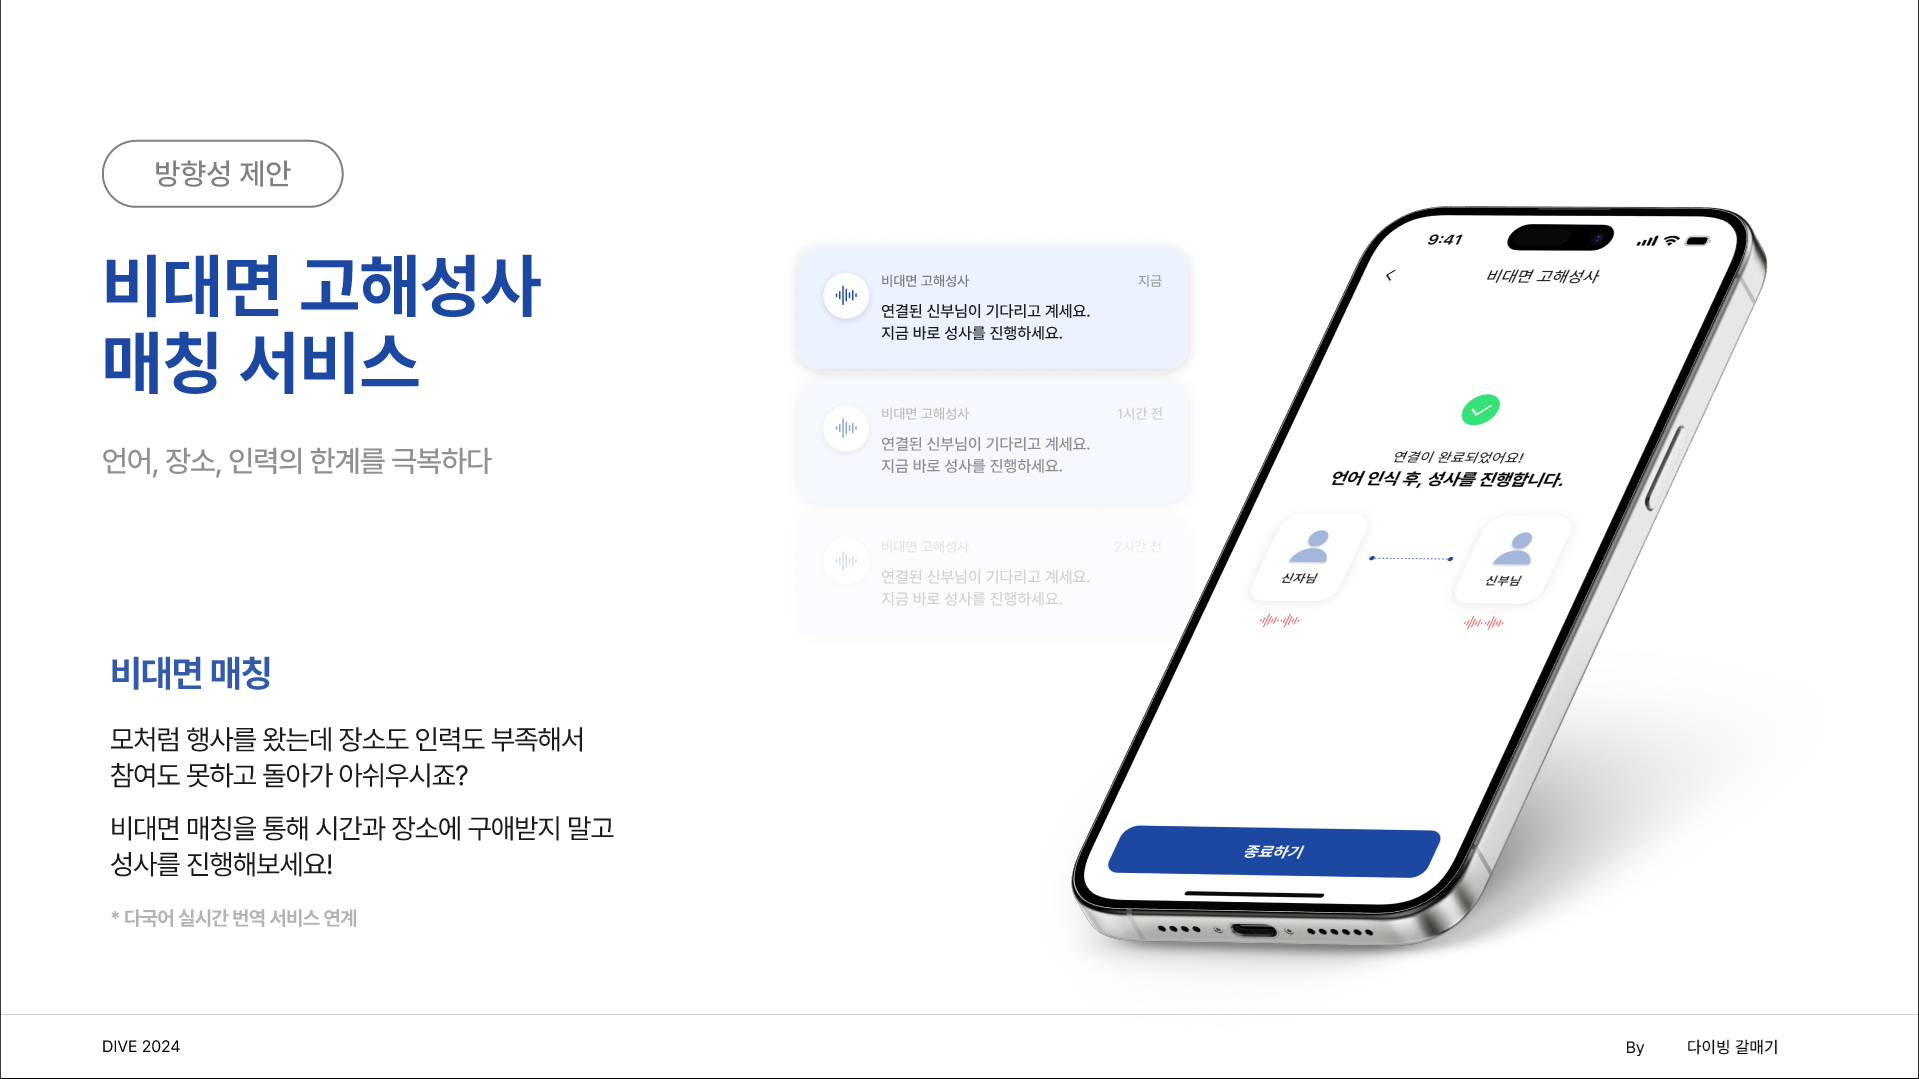 방향성 제안
비대면 고해성사
매칭 서비스
언어, 장소, 인력의 한계를 극복하다
비대면 매칭
모처럼 행사를 왔는데 장소도 인력도 부족해서
참여도 못하고 돌아가 아쉬우시죠?
비대면 매칭을 통해 시간과 장소에 구애받지 말고
성사를 진행해보세요!
* 다국어 실시간 번역 서비스 연계
비대면 고해성사 지금
연결된 신부님이 기다리고 계세요.
지금 바로 성사를 진행하세요.
비대면 고해성사 1시간 전
연결된 신부님이 기다리고 계세요.
지금 바로 성사를 진행하세요.
비대면 고해성사 2시간 전
연결된 신부님이 기다리고 계세요.
지금 바로 성사를 진행하세요.
9:41
비대면 고해성사
연결이 완료되었어요!
언어 인식 후, 성사를 진행합니다.
신자님 신부님
종료하기
DIVE 2024
By 다이빙 갈매기